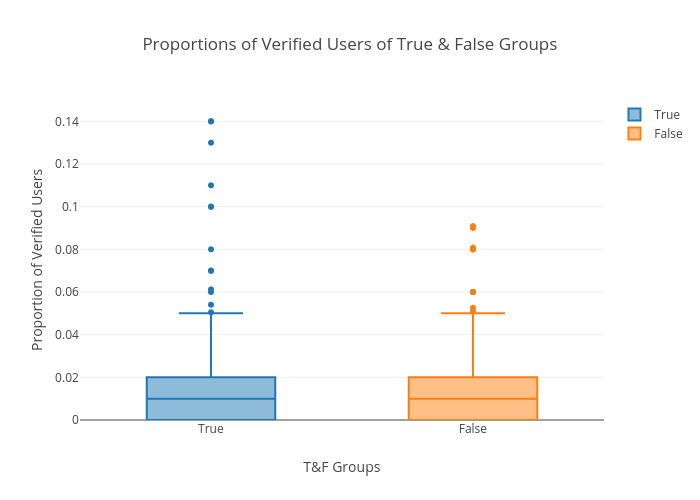 Proportions of Verified Users of True & False Groups
True
False
Proportion of Verified Users
0.14
0.12
0.1
0.08
0.06
0.04
0.02
0
True
False
T&F Groups